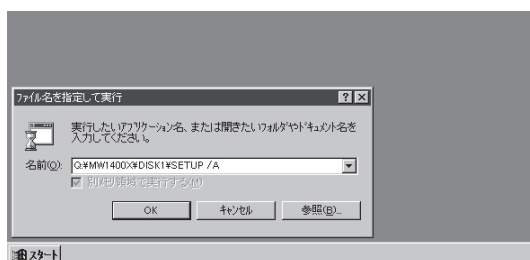 ファイル名を指定して実行
実行したいアプリケーション名、または開きたいフォルダやドキュメント名を
入力してください。
名前(O):
Q:¥MW1400X¥DISK1¥SETUP /A
別メモリ領域で実行する(M)
OK
キャンセル
参照(B)...
スタート